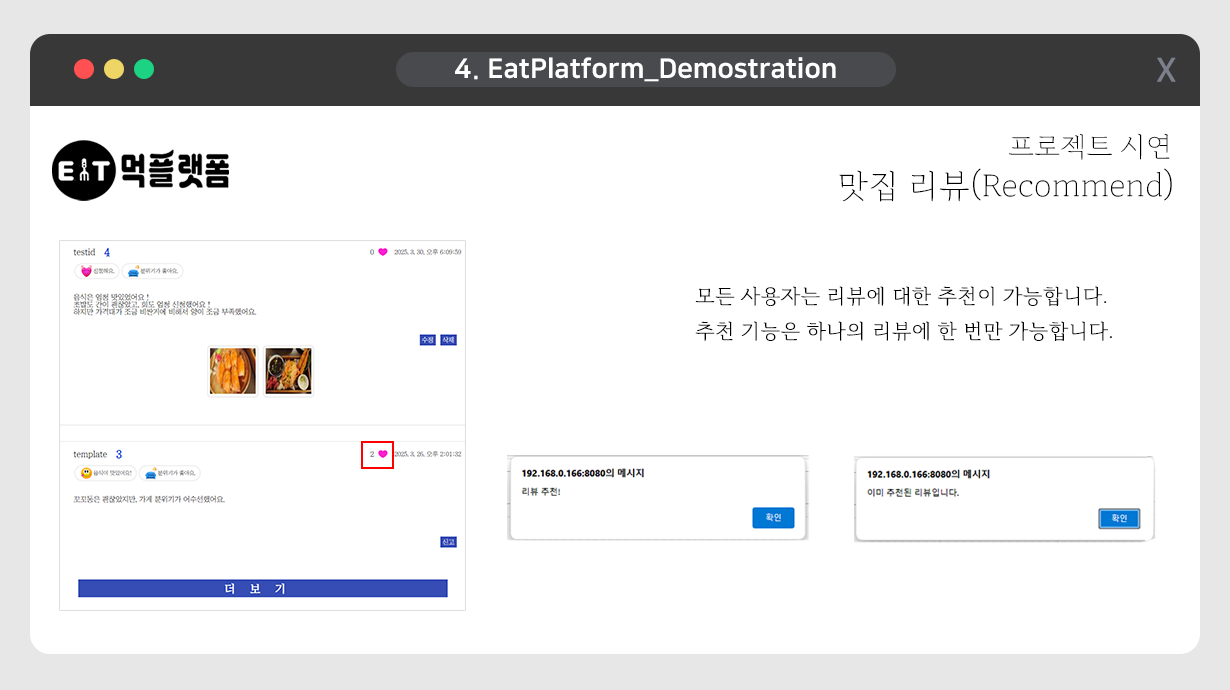 4. EatPlatform_Demostration
X
EAT 먹플랫폼
프로젝트 시연
맛집 리뷰(Recommend)
testid 4
0 2025. 3. 30. 오후 6:09:59
신선해요. 분위기가 좋아요.
음식은 엄청 맛있었어요 !
초밥도 간이 괜찮았고, 회도 엄청 신청했어요 !
하지만 가격대가 조금 비싼거에 비해서 양이 조금 부족했어요.
수정 삭제
template 3
2 2025. 3. 26. 오후 2:01:32
음식이 맛있어요! 분위기가 좋아요.
꼬꼬동은 괜찮았지만, 가게 분위기가 어수선했어요.
신고
더 보 기
모든 사용자는 리뷰에 대한 추천이 가능합니다.
추천 기능은 하나의 리뷰에 한 번만 가능합니다.
192.168.0.166:8080의 메시지
리뷰 추천!
확인
192.168.0.166:8080의 메시지
이미 추천된 리뷰입니다.
확인